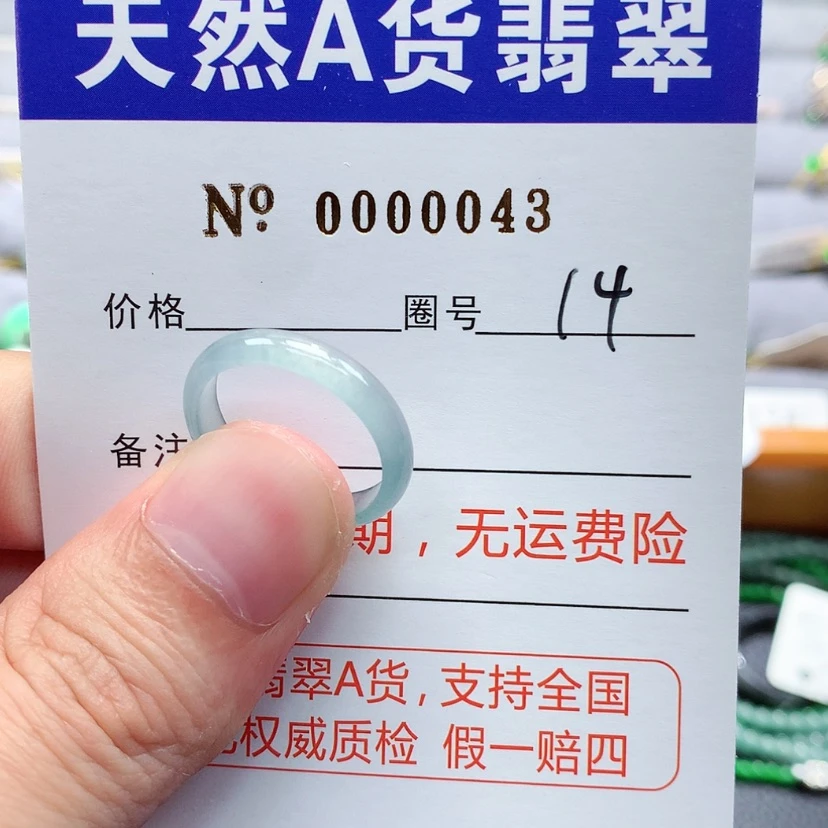 天然A货翡翠
No. 0000043
价格 圈号 14
备注
期，无运费险
翡翠A货,支持全国
权威质检 假一赔四